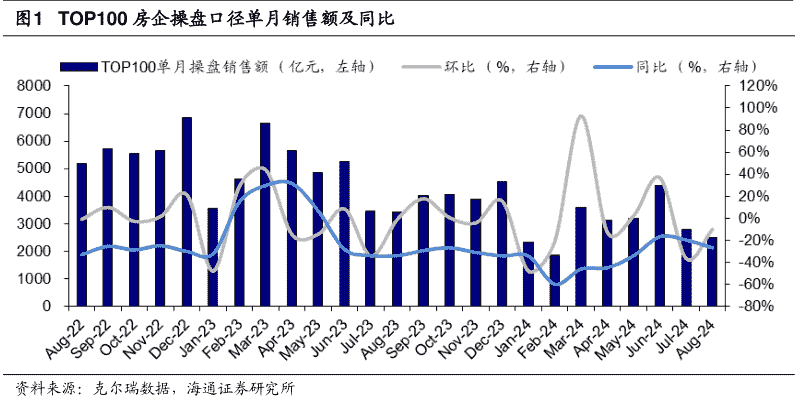 图1 TOP100 房企操盘口径单月销售额及同比
TOP100单月操盘销售额（亿元，左轴） 环比（%，右轴） 同比（%，右轴）
8000 120%
7000 100%
6000 80%
5000 60%
4000 40%
3000 20%
2000 0%
1000 -20%
0 -40%
-60%
-80%
Aug-22 Sep-22 Oct-22 Nov-22 Dec-22 Jan-23 Feb-23 Mar-23 Apr-23 May-23 Jun-23 Jul-23 Aug-23 Sep-23 Oct-23 Nov-23 Dec-23 Jan-24 Feb-24 Mar-24 Apr-24 May-24 Jun-24 Jul-24 Aug-24
资料来源：克尔瑞数据，海通证券研究所